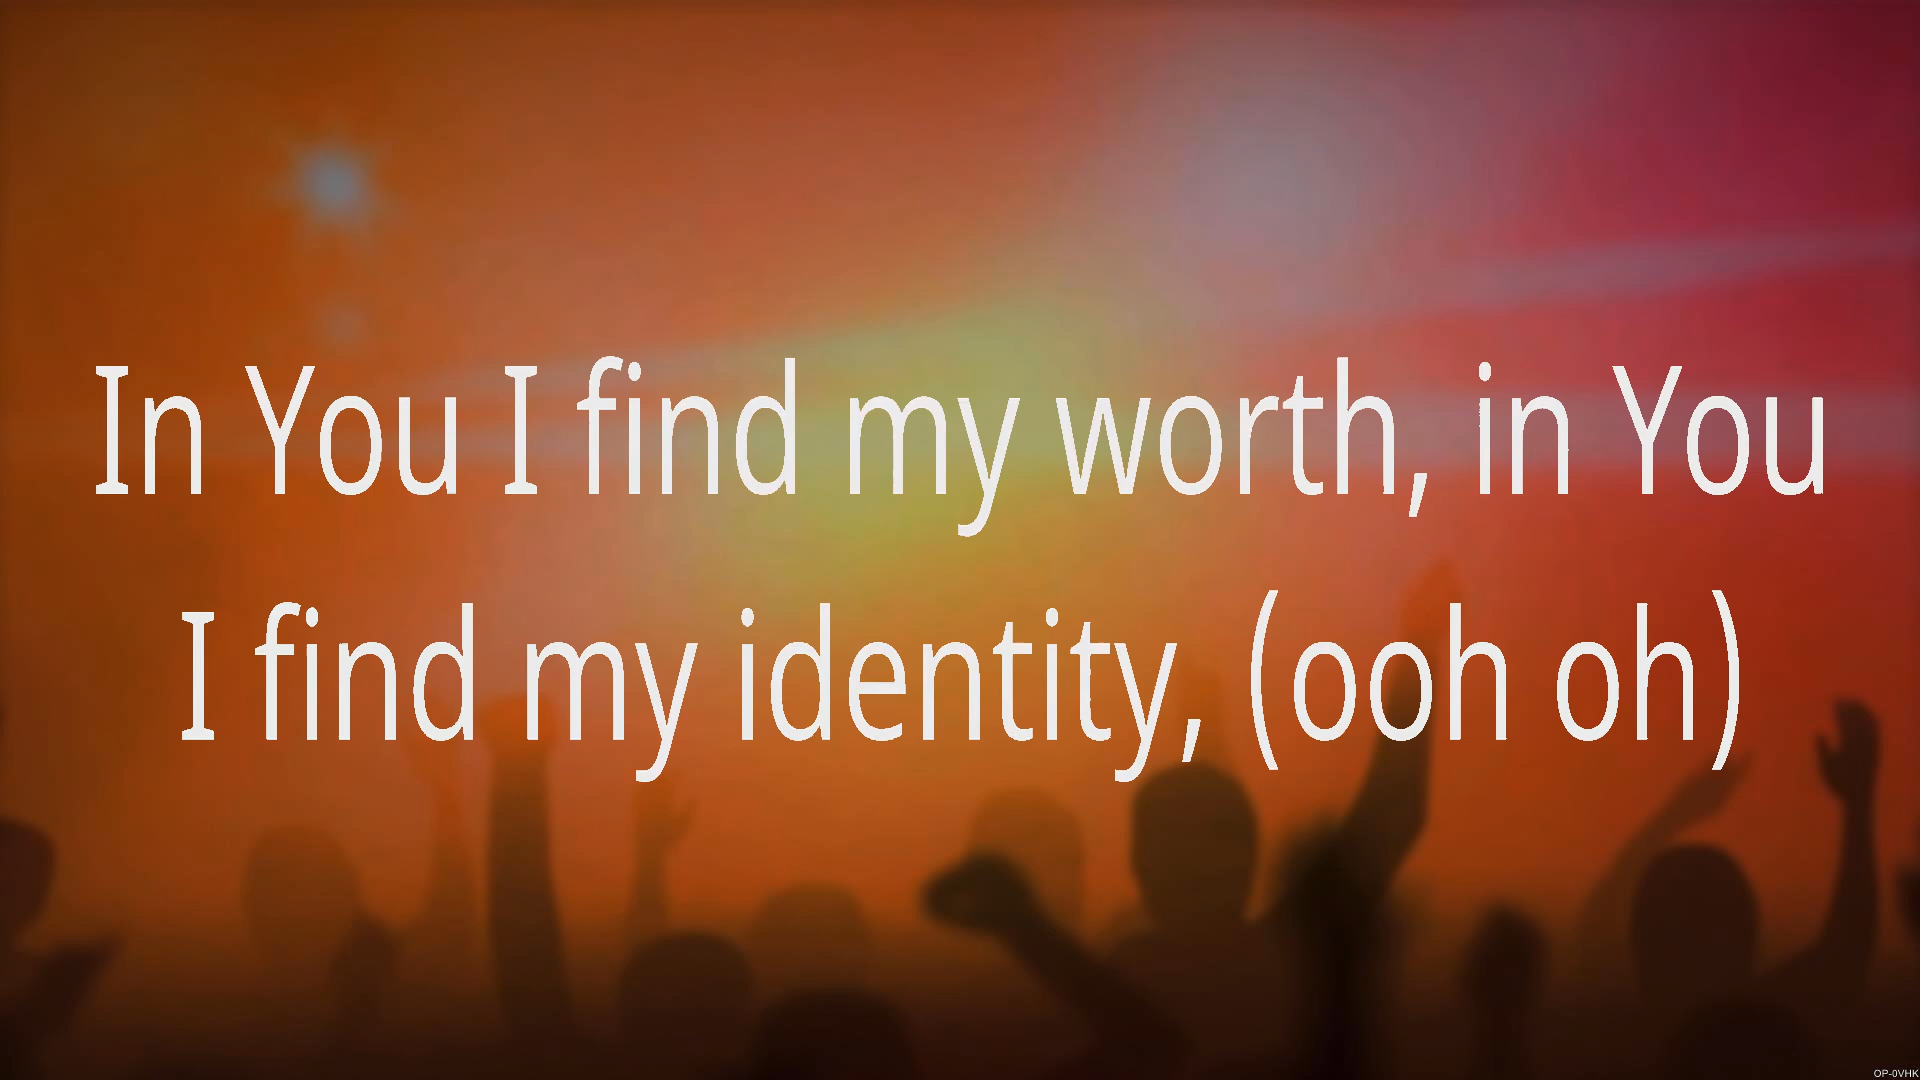 In You I find my worth, in You
I find my identity, (ooh oh)
OP-0VHK